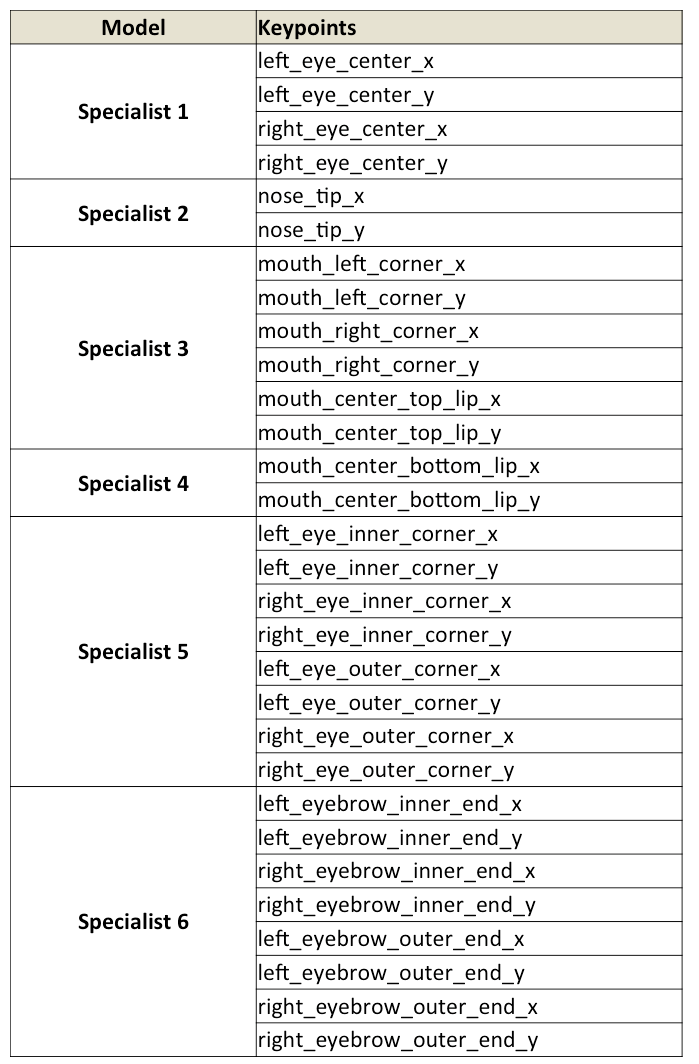 Model Keypoints
Specialist 1
left_eye_center_x
left_eye_center_y
right_eye_center_x
right_eye_center_y
Specialist 2
nose_tip_x
nose_tip_y
Specialist 3
mouth_left_corner_x
mouth_left_corner_y
mouth_right_corner_x
mouth_right_corner_y
mouth_center_top_lip_x
mouth_center_top_lip_y
Specialist 4
mouth_center_bottom_lip_x
mouth_center_bottom_lip_y
Specialist 5
left_eye_inner_corner_x
left_eye_inner_corner_y
right_eye_inner_corner_x
right_eye_inner_corner_y
left_eye_outer_corner_x
left_eye_outer_corner_y
right_eye_outer_corner_x
right_eye_outer_corner_y
Specialist 6
left_eyebrow_inner_end_x
left_eyebrow_inner_end_y
right_eyebrow_inner_end_x
right_eyebrow_inner_end_y
left_eyebrow_outer_end_x
left_eyebrow_outer_end_y
right_eyebrow_outer_end_x
right_eyebrow_outer_end_y